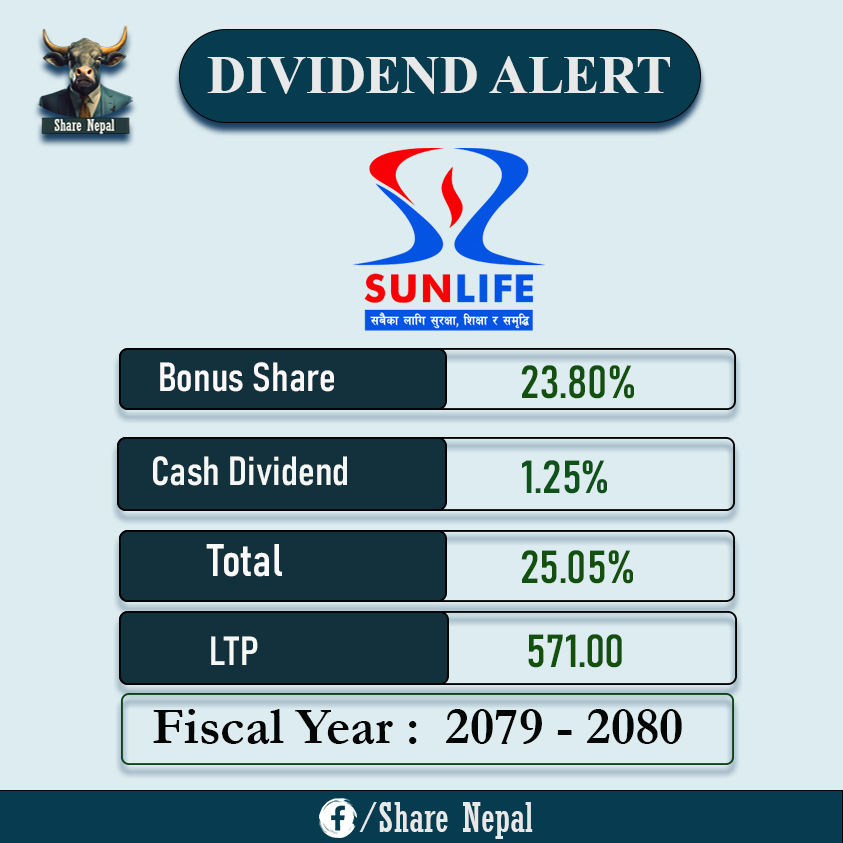 Share Nepal
DIVIDEND ALERT
SUNLIFE
सबैका लागि सुरक्षा, शिक्षा र समृद्धि
Bonus Share 23.80%
Cash Dividend 1.25%
Total 25.05%
LTP 571.00
Fiscal Year : 2079 - 2080
/Share Nepal